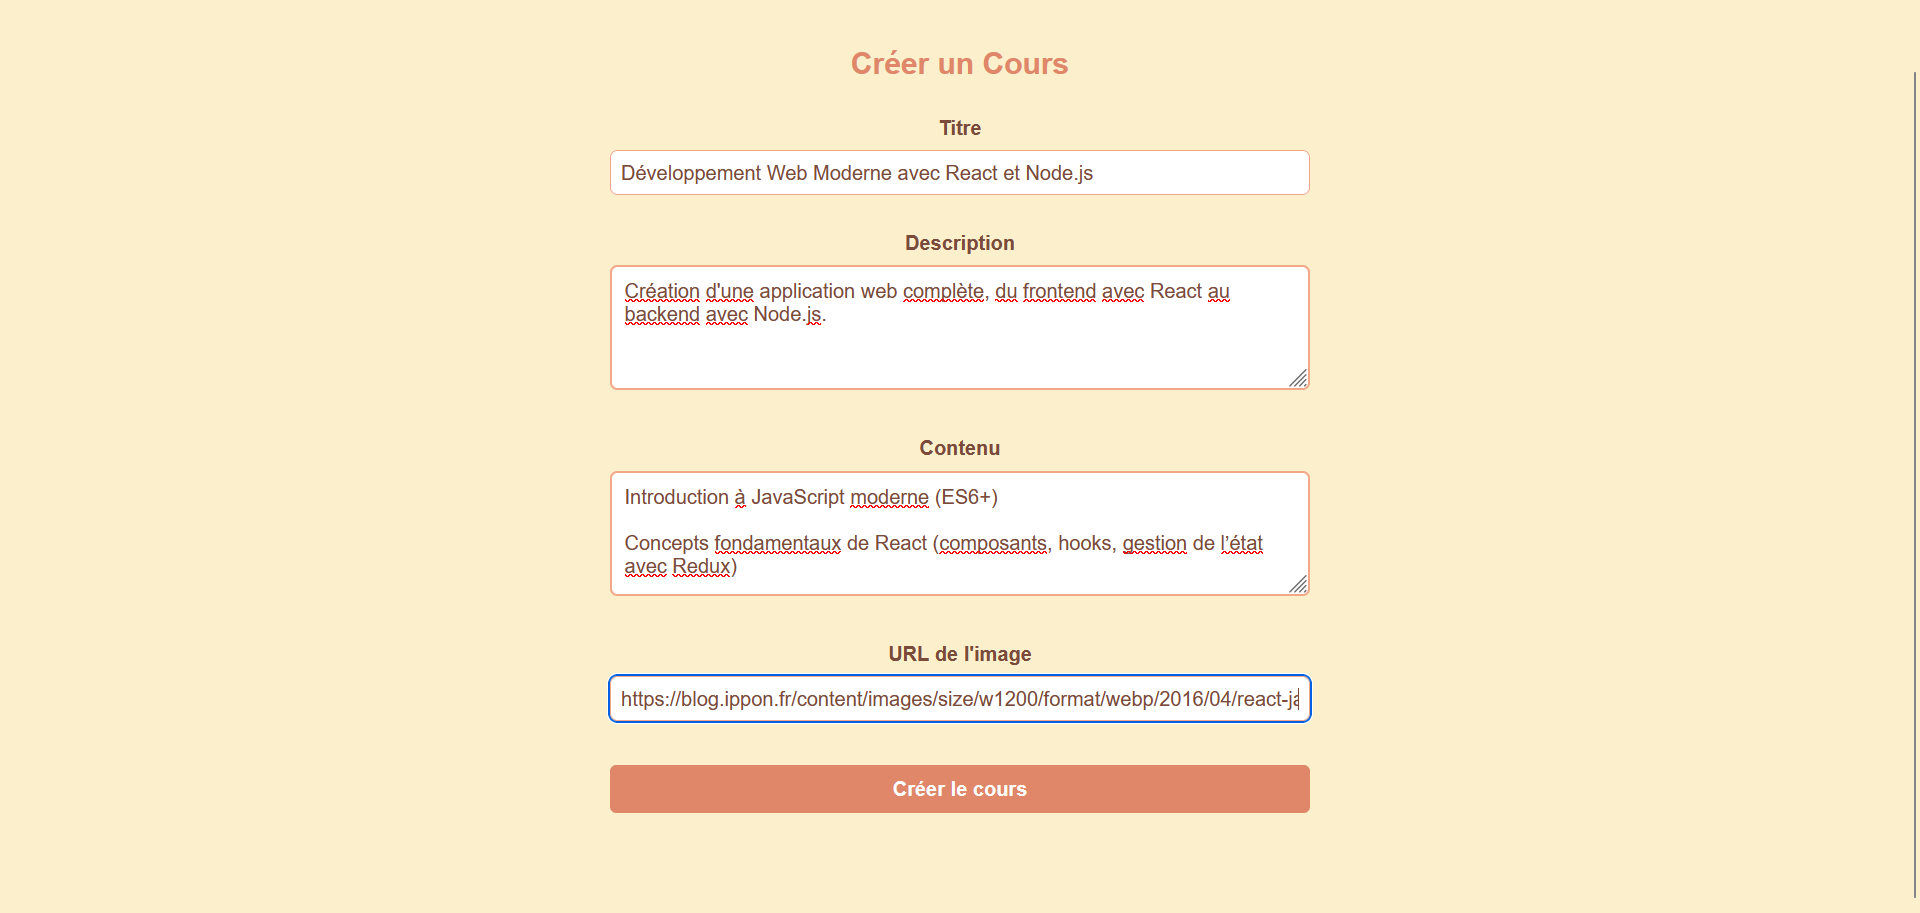 Créer un Cours
Titre
Développement Web Moderne avec React et Node.js
Description
Création d'une application web complète, du frontend avec React au
backend avec Node.js.
Contenu
Introduction à JavaScript moderne (ES6+)
Concepts fondamentaux de React (composants, hooks, gestion de l’état
avec Redux)
URL de l'image
https://blog.ippon.fr/content/images/size/w1200/format/webp/2016/04/react-ja
Créer le cours